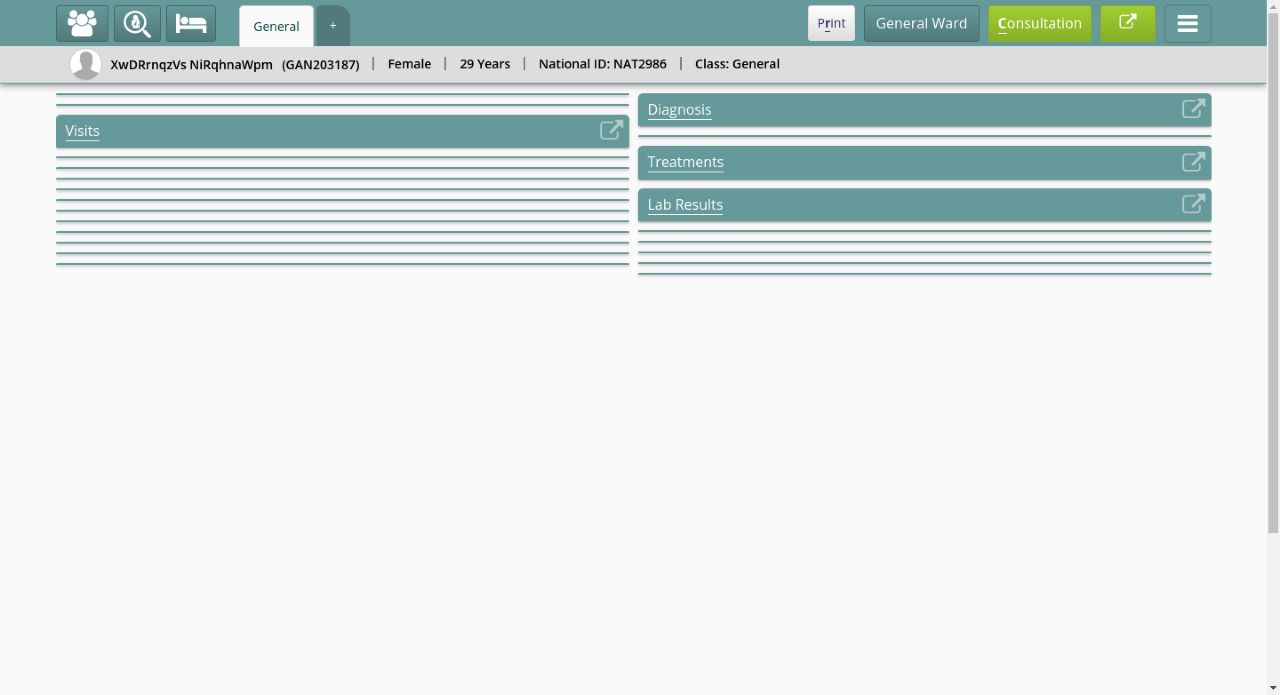 General
+
Print
General Ward
Consultation
XwDRrnqzVs NiRqhnaWpm (GAN203187) | Female | 29 Years | National ID: NAT2986 | Class: General
Visits
Diagnosis
Treatments
Lab Results